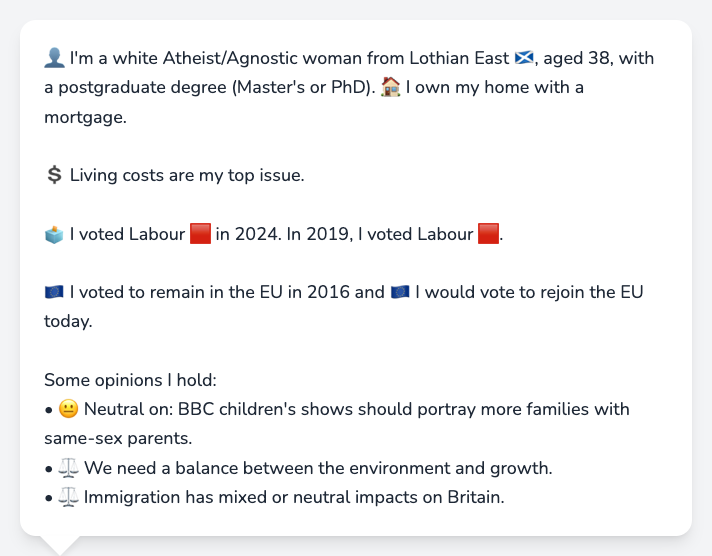 👤 I'm a white Atheist/Agnostic woman from Lothian East 🏴󠁧󠁢󠁳󠁣󠁴󠁿, aged 38, with
a postgraduate degree (Master's or PhD). 🏠 I own my home with a
mortgage.
💲 Living costs are my top issue.
🗳️ I voted Labour 🟥 in 2024. In 2019, I voted Labour 🟥.
🇪🇺 I voted to remain in the EU in 2016 and 🇪🇺 I would vote to rejoin the EU
today.
Some opinions I hold:
• 😐 Neutral on: BBC children's shows should portray more families with
same-sex parents.
• ⚖️ We need a balance between the environment and growth.
• ⚖️ Immigration has mixed or neutral impacts on Britain.